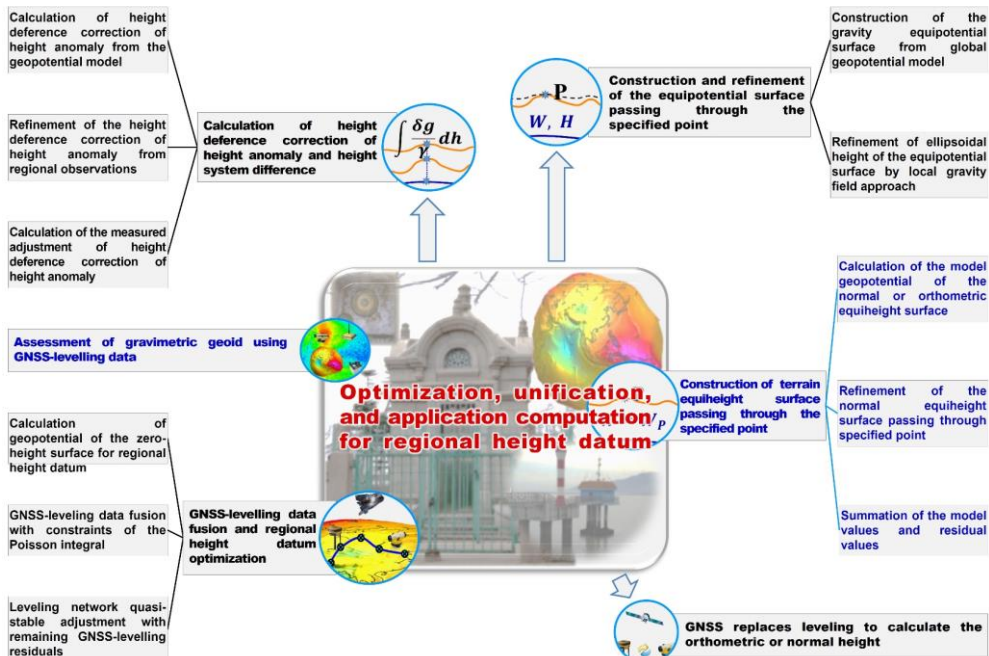 Calculation of height
deference correction of
height anomaly from the
geopotential model
Refinement of the height
deference correction of
height anomaly from
regional observations
Calculation of the measured
adjustment of height
deference correction of
height anomaly
Calculation of height
deference correction of
height anomaly and height
system difference
∫ δg/γ dh
P
W, H
Construction and refinement
of the equipotential surface
passing through the
specified point
Construction of the
gravity equipotential
surface from global
geopotential model
Refinement of ellipsoidal
height of the equipotential
surface by local gravity
field approach
Assessment of gravimetric geoid using
GNSS-levelling data
Optimization, unification,
and application computation
for regional height datum
P
Construction of terrain
equiheight surface
passing through the
specified point
Calculation of the model
geopotential of the
normal or orthometric
equiheight surface
Refinement of the
normal equiheight
surface passing through
specified point
Summation of the model
values and residual
values
Calculation of
geopotential of the zero-
height surface for regional
height datum
GNSS-leveling data fusion
with constraints of the
Poisson integral
Leveling network quasi-
stable adjustment with
remaining GNSS-levelling
residuals
GNSS-levelling data
fusion and regional
height datum
optimization
GNSS replaces leveling to calculate the
orthometric or normal height